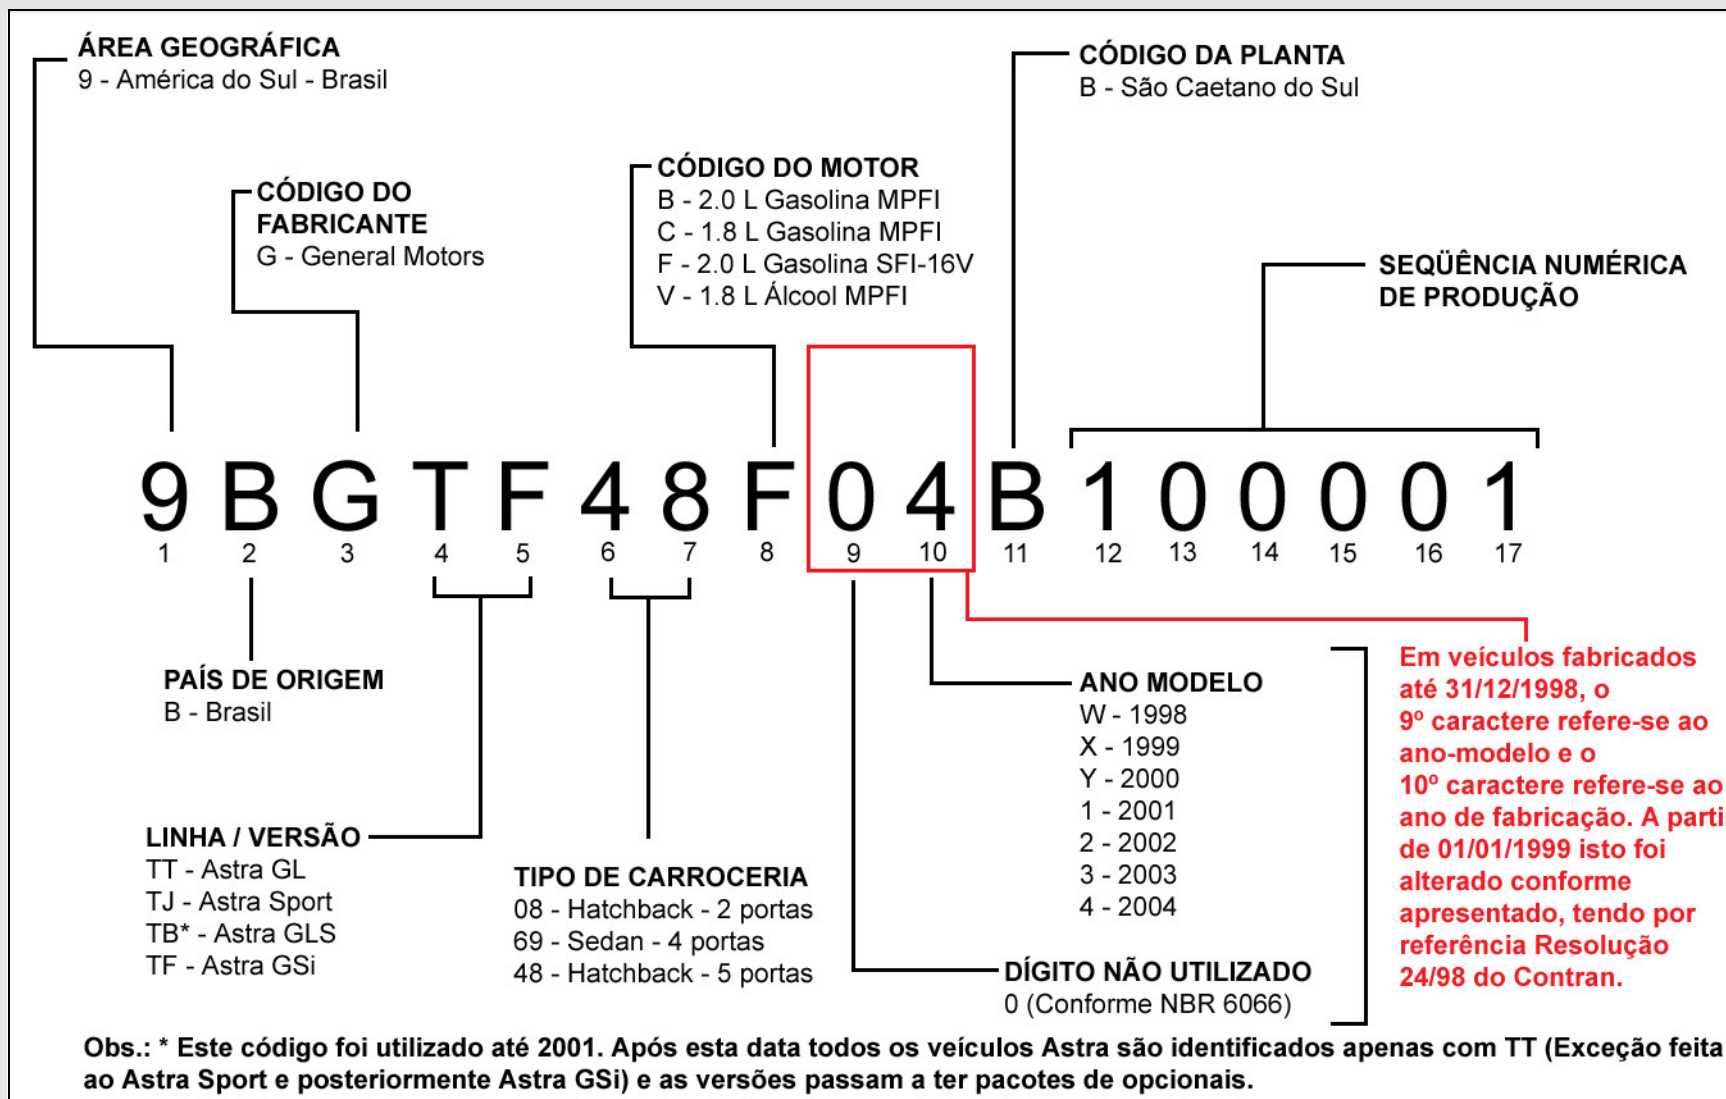 ÁREA GEOGRÁFICA
9 - América do Sul - Brasil
CÓDIGO DA PLANTA
B - São Caetano do Sul
CÓDIGO DO
FABRICANTE
G - General Motors
CÓDIGO DO MOTOR
B - 2.0 L Gasolina MPFI
C - 1.8 L Gasolina MPFI
F - 2.0 L Gasolina SFI-16V
V - 1.8 L Álcool MPFI
SEQÜÊNCIA NUMÉRICA
DE PRODUÇÃO
9 B G T F 4 8 F 0 4 B 1 0 0 0 0 1
1 2 3 4 5 6 7 8 9 10 11 12 13 14 15 16 17
PAÍS DE ORIGEM
B - Brasil
LINHA / VERSÃO
TT - Astra GL
TJ - Astra Sport
TB* - Astra GLS
TF - Astra GSi
TIPO DE CARROCERIA
08 - Hatchback - 2 portas
69 - Sedan - 4 portas
48 - Hatchback - 5 portas
ANO MODELO
W - 1998
X - 1999
Y - 2000
1 - 2001
2 - 2002
3 - 2003
4 - 2004
DÍGITO NÃO UTILIZADO
0 (Conforme NBR 6066)
Em veículos fabricados
até 31/12/1998, o
9º caractere refere-se ao
ano-modelo e o
10º caractere refere-se ao
ano de fabricação. A parti
de 01/01/1999 isto foi
alterado conforme
apresentado, tendo por
referência Resolução
24/98 do Contran.
Obs.: * Este código foi utilizado até 2001. Após esta data todos os veículos Astra são identificados apenas com TT (Exceção feita
ao Astra Sport e posteriormente Astra GSi) e as versões passam a ter pacotes de opcionais.